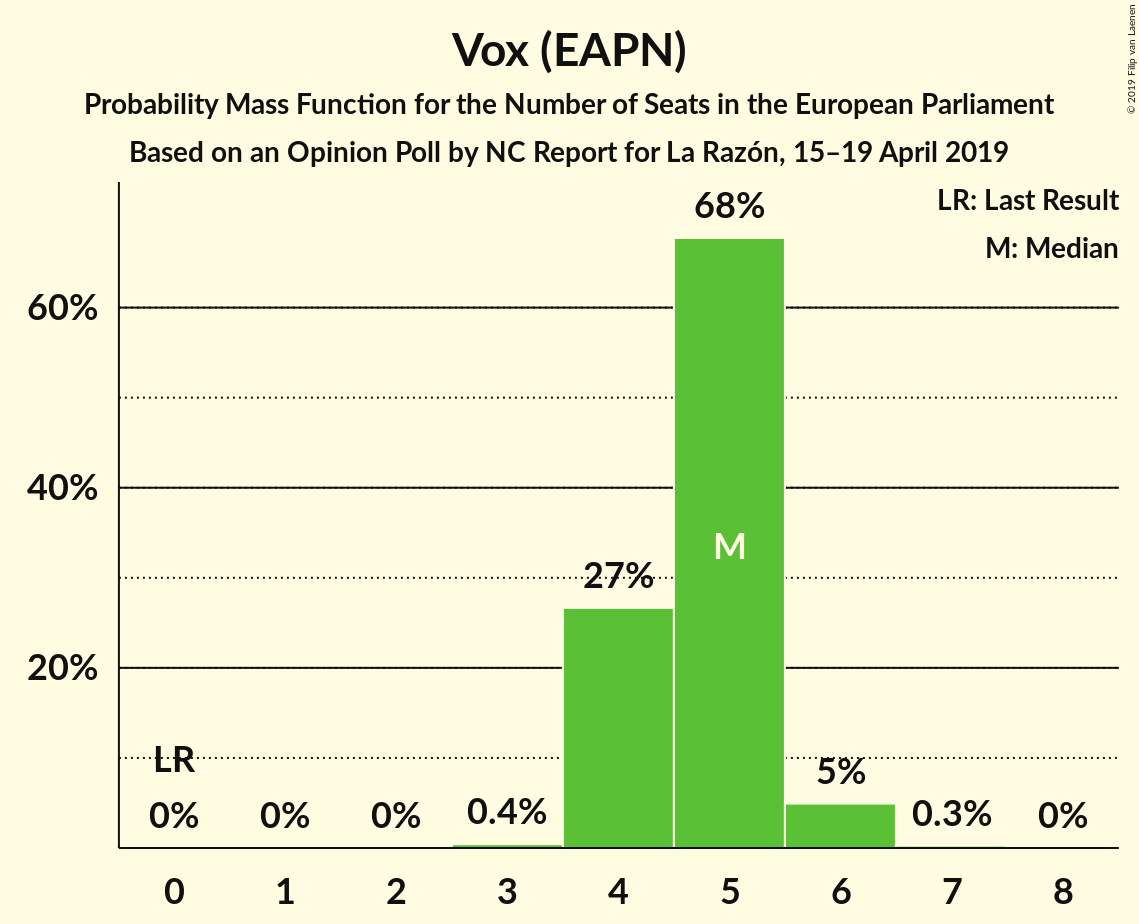 Vox (EAPN)
Probability Mass Function for the Number of Seats in the European Parliament
Based on an Opinion Poll by NC Report for La Razón, 15–19 April 2019
© 2019 Filip van Laenen
LR: Last Result
M: Median
68%
60%
40%
M
27%
20%
LR
5%
0%
0%
0%
0.4%
0.3%
0%
0 1 2 3 4 5 6 7 8